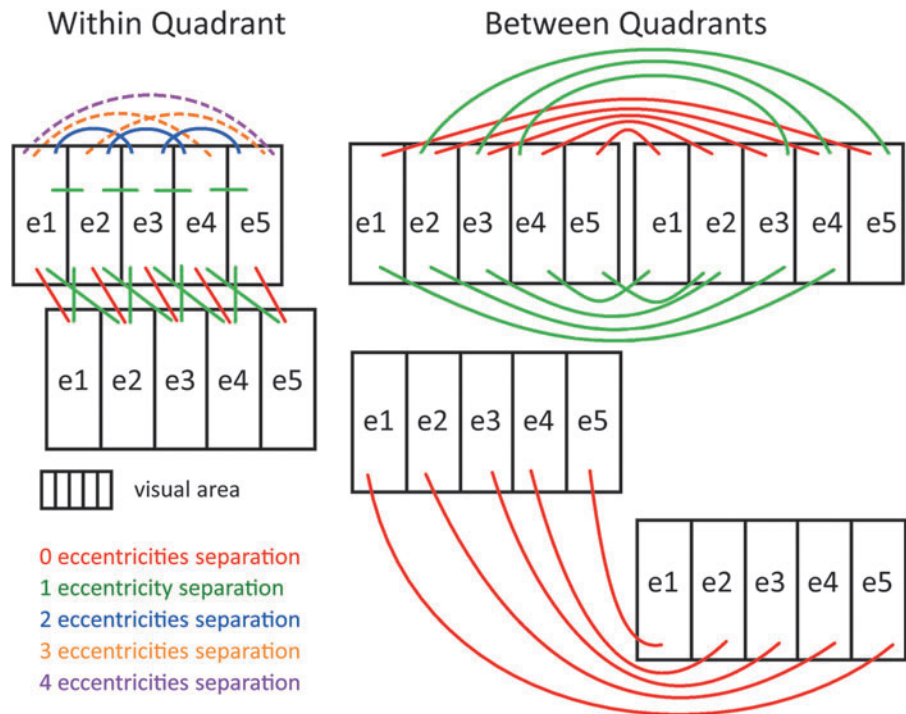 Within Quadrant
Between Quadrants
e1 e2 e3 e4 e5
e1 e2 e3 e4 e5
e1 e2 e3 e4 e5
e1 e2 e3 e4 e5
e1 e2 e3 e4 e5
e1 e2 e3 e4 e5
visual area
0 eccentricities separation
1 eccentricity separation
2 eccentricities separation
3 eccentricities separation
4 eccentricities separation